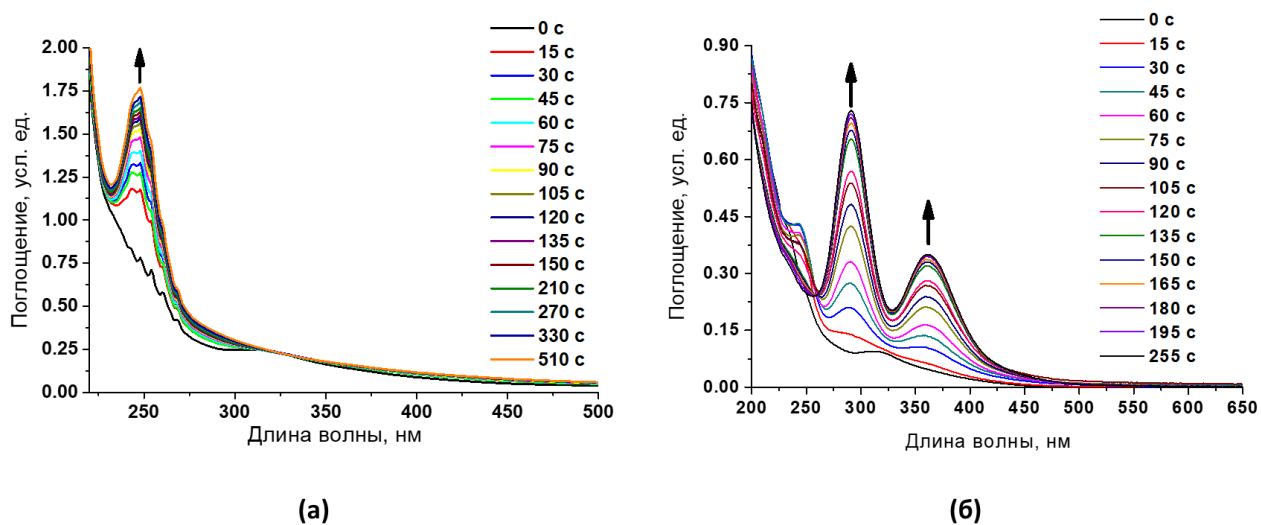 2.00
1.75
1.50
1.25
1.00
0.75
0.50
0.25
0.00
Поглощение, усл. ед.
250
300
350
400
450
500
Длина волны, нм
0 с
15 с
30 с
45 с
60 с
75 с
90 с
105 с
120 с
135 с
150 с
210 с
270 с
330 с
510 с
(а)
0.90
0.75
0.60
0.45
0.30
0.15
0.00
Поглощение, усл. ед.
200
250
300
350
400
450
500
550
600
650
Длина волны, нм
0 с
15 с
30 с
45 с
60 с
75 с
90 с
105 с
120 с
135 с
150 с
165 с
180 с
195 с
255 с
(б)